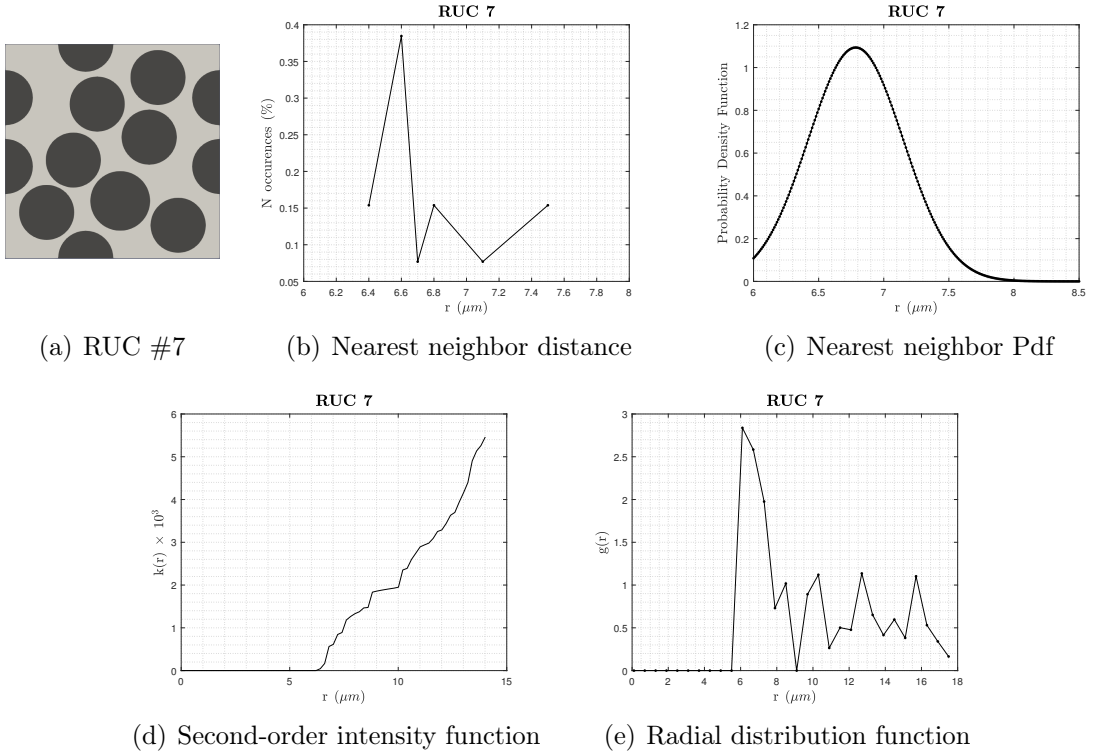 RUC 7
N occurences (%)
0.4
0.35
0.3
0.25
0.2
0.15
0.1
0.05
6 6.2 6.4 6.6 6.8 7 7.2 7.4 7.6 7.8 8
r (μm)
RUC 7
Probability Density Function
1.2
1
0.8
0.6
0.4
0.2
0
6 6.5 7 7.5 8 8.5
r (μm)
(a) RUC #7
(b) Nearest neighbor distance
(c) Nearest neighbor Pdf
RUC 7
k(r) × 10³
6
5
4
3
2
1
0
0 5 10 15
r (μm)
RUC 7
g(r)
3
2.5
2
1.5
1
0.5
0
0 2 4 6 8 10 12 14 16 18
r (μm)
(d) Second-order intensity function
(e) Radial distribution function